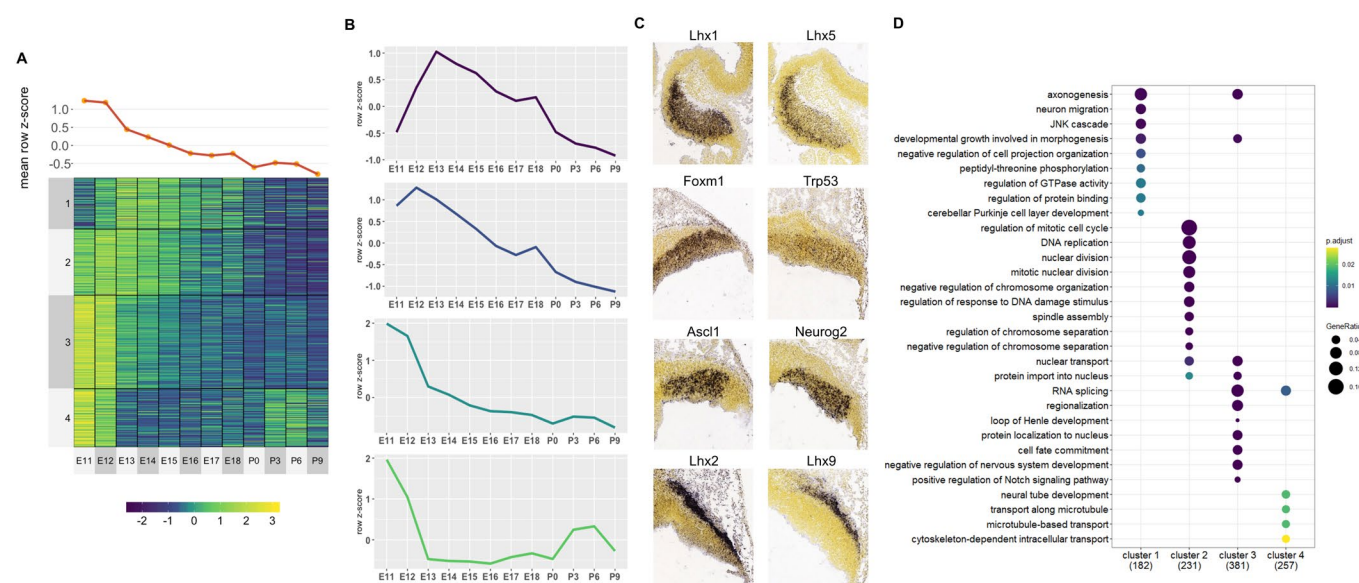 A
mean row z-score
1.0
0.5
0.0
-0.5
1
2
3
4
E11 E12 E13 E14 E15 E16 E17 E18 P0 P3 P6 P9
-2 -1 0 1 2 3
B
row z-score
1.0
0.5
0.0
-0.5
-1.0
E11 E12 E13 E14 E15 E16 E17 E18 P0 P3 P6 P9
row z-score
1.0
0.5
0.0
-0.5
-1.0
E11 E12 E13 E14 E15 E16 E17 E18 P0 P3 P6 P9
row z-score
2
1
0
E11 E12 E13 E14 E15 E16 E17 E18 P0 P3 P6 P9
row z-score
2
1
0
E11 E12 E13 E14 E15 E16 E17 E18 P0 P3 P6 P9
C
Lhx1 Lhx5
Foxm1 Trp53
Ascl1 Neurog2
Lhx2 Lhx9
D
axonogenesis
neuron migration
JNK cascade
developmental growth involved in morphogenesis
negative regulation of cell projection organization
peptidyl-threonine phosphorylation
regulation of GTPase activity
regulation of protein binding
cerebellar Purkinje cell layer development
regulation of mitotic cell cycle
DNA replication
nuclear division
mitotic nuclear division
negative regulation of chromosome organization
regulation of response to DNA damage stimulus
spindle assembly
regulation of chromosome separation
negative regulation of chromosome separation
nuclear transport
protein import into nucleus
RNA splicing
regionalization
loop of Henle development
protein localization to nucleus
cell fate commitment
negative regulation of nervous system development
positive regulation of Notch signaling pathway
neural tube development
transport along microtubule
microtubule-based transport
cytoskeleton-dependent intracellular transport
cluster 1 cluster 2 cluster 3 cluster 4
(182) (231) (381) (257)
p.adjust
0.02
0.01
GeneRati
0.0
0.0
0.1
0.1